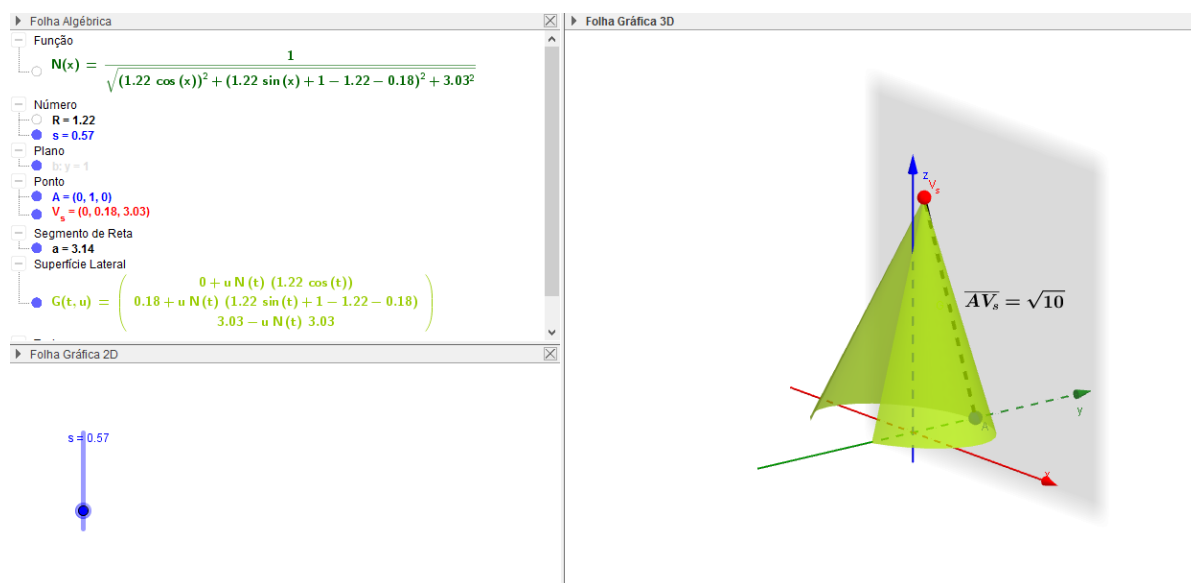 Folha Algébrica
Função
N(x) = 1 / √((1.22 cos (x))² + (1.22 sin (x) + 1 − 1.22 − 0.18)² + 3.03²)
Número
R = 1.22
s = 0.57
Plano
b: y = 1
Ponto
A = (0, 1, 0)
Vₛ = (0, 0.18, 3.03)
Segmento de Reta
a = 3.14
Superfície Lateral
0 + u N (t) (1.22 cos (t))
G(t, u) = ( 0.18 + u N (t) (1.22 sin (t) + 1 − 1.22 − 0.18) )
3.03 − u N (t) 3.03
Folha Gráfica 2D
s = 0.57
Folha Gráfica 3D
z
Vₛ
AVₛ = √10
y
A
x